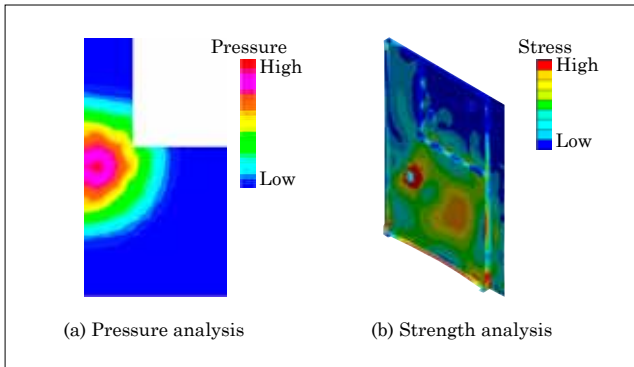 Pressure
High
Low
(a) Pressure analysis
Stress
High
Low
(b) Strength analysis